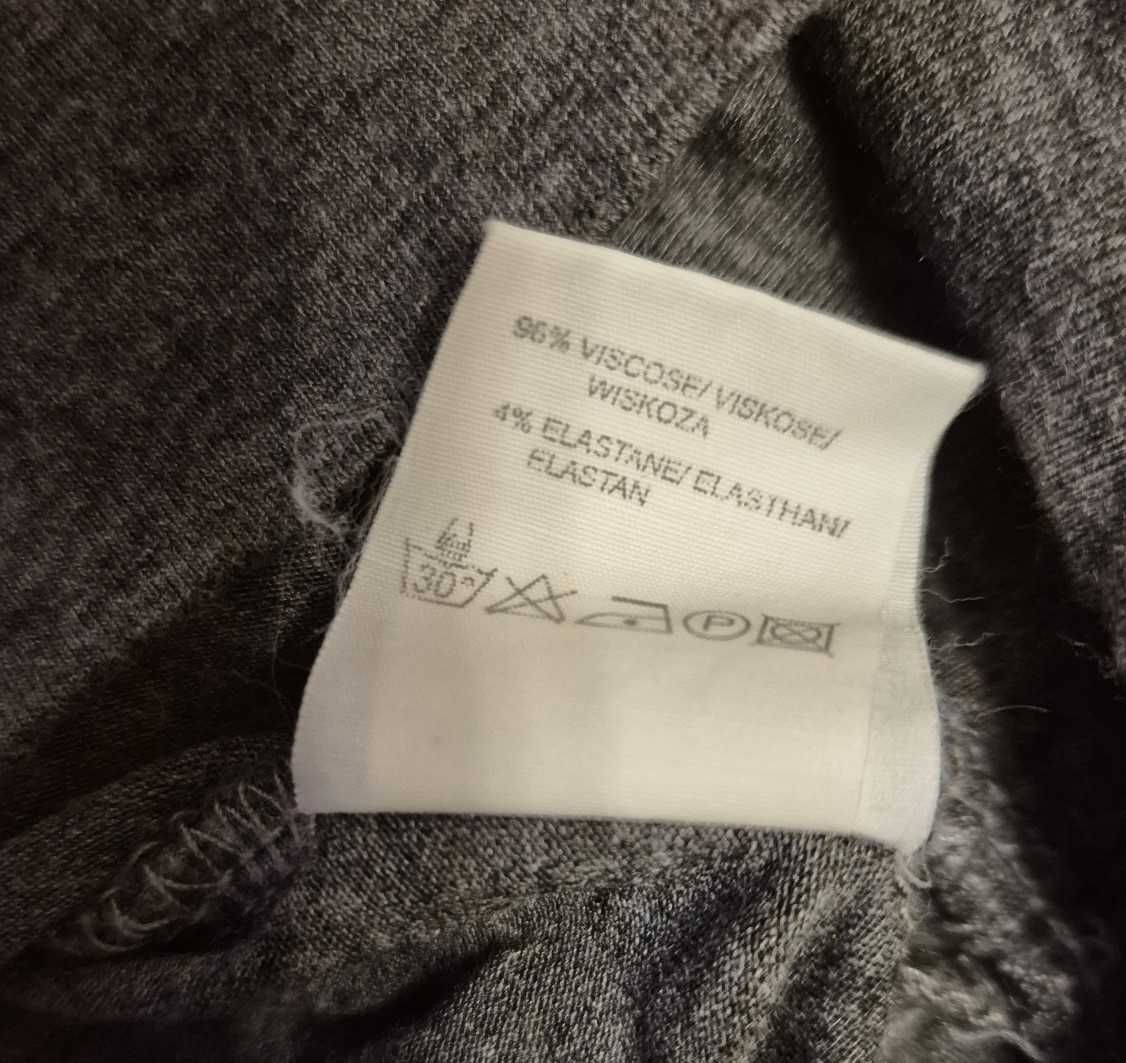 96% VISCOSE/ VISKOSE/
WISKOZA
4% ELASTANE/ ELASTHAN/
ELASTAN
30°
P